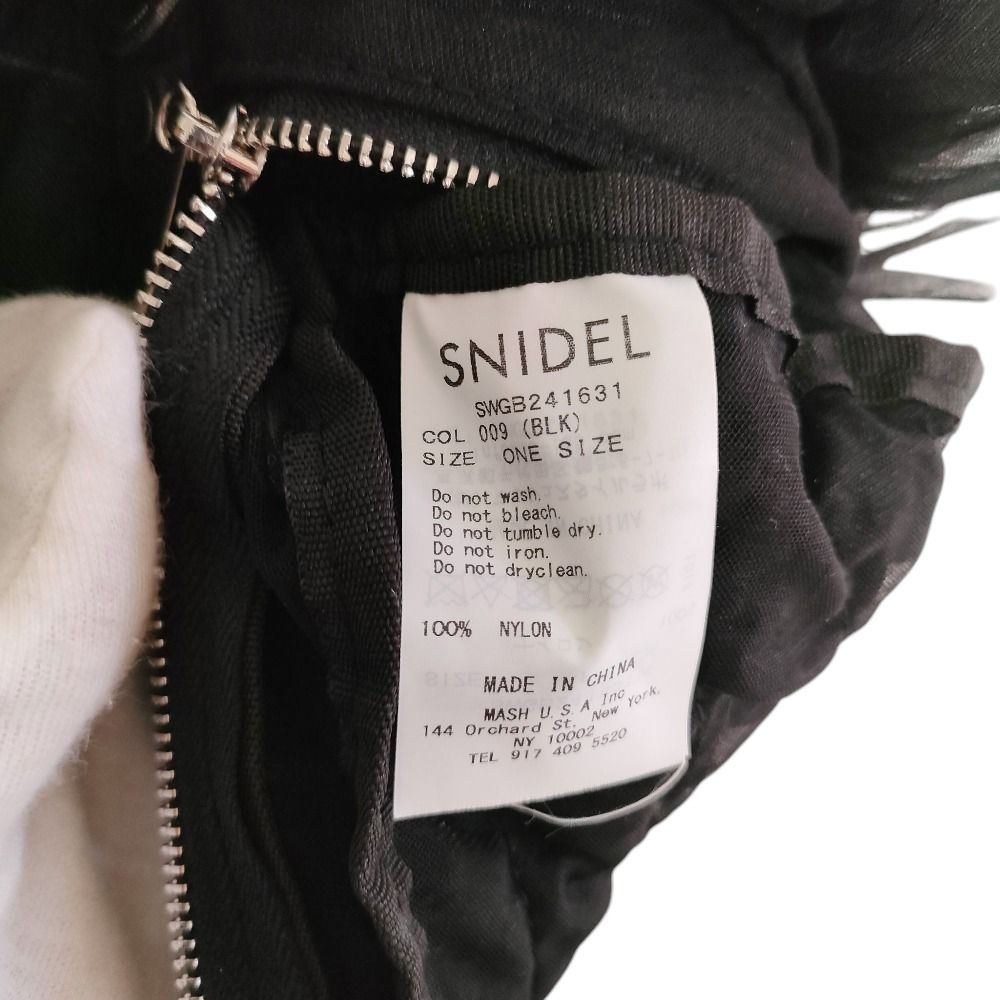 SNIDEL
SWGB241631
COL 009 (BLK)
SIZE ONE SIZE
Do not wash.
Do not bleach.
Do not tumble dry.
Do not iron.
Do not dryclean.
100% NYLON
MADE IN CHINA
MASH U.S.A Inc
144 Orchard St. New York.
NY 10002
TEL 917 409 5520